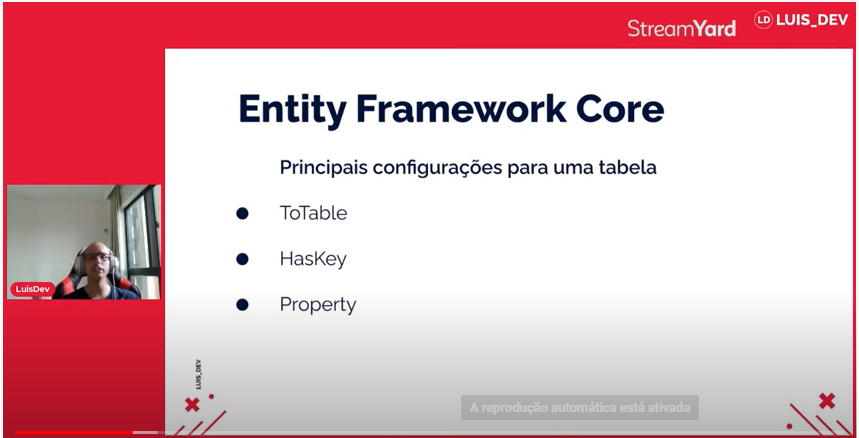 StreamYard
LD LUIS_DEV
Entity Framework Core
Principais configurações para uma tabela
ToTable
HasKey
Property
LuisDev
LUIS_DEV
A reprodução automática está ativada